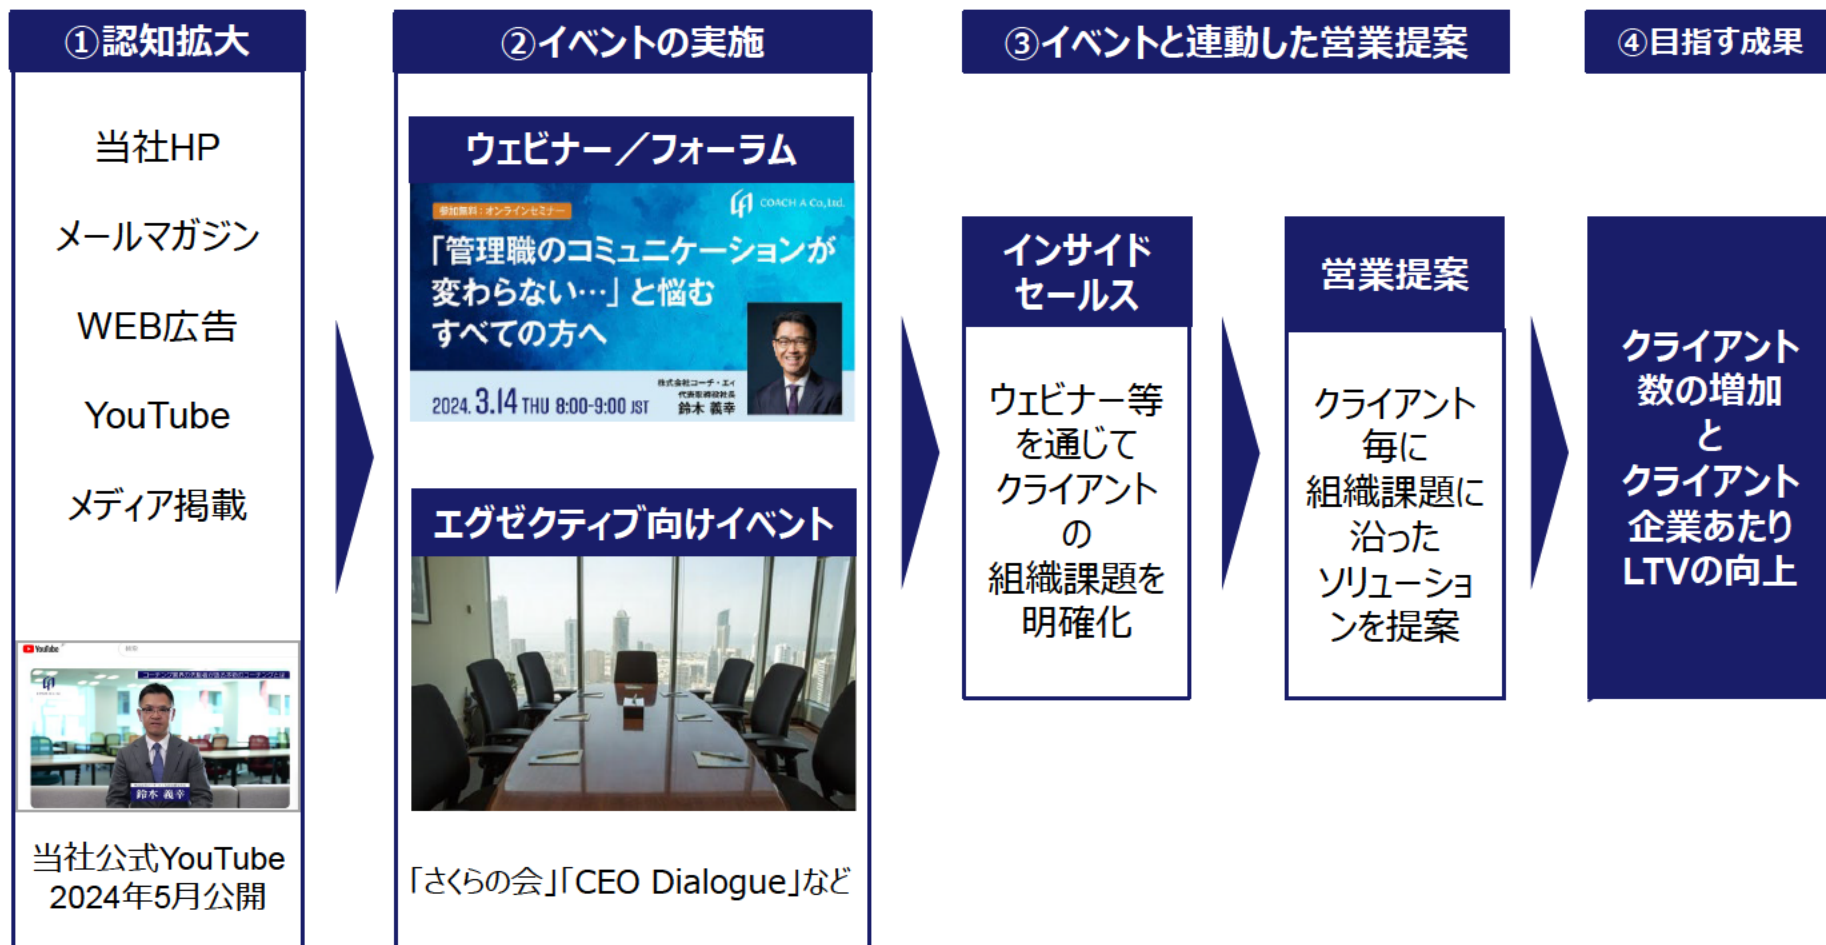 ①認知拡大
当社HP
メールマガジン
WEB広告
YouTube
メディア掲載
YouTube
検索
鈴木 義幸
当社公式YouTube
2024年5月公開
②イベントの実施
ウェビナー／フォーラム
参加無料：オンラインセミナー
COACH A Co., Ltd.
「管理職のコミュニケーションが
変わらない…」と悩む
すべての方へ
株式会社コーチ・エィ
代表取締役社長
鈴木 義幸
2024. 3.14 THU 8:00-9:00 JST
エグゼクティブ向けイベント
「さくらの会」「CEO Dialogue」など
③イベントと連動した営業提案
インサイド
セールス
ウェビナー等
を通じて
クライアント
の
組織課題を
明確化
営業提案
クライアント
毎に
組織課題に
沿った
ソリューショ
ンを提案
④目指す成果
クライアント
数の増加
と
クライアント
企業あたり
LTVの向上